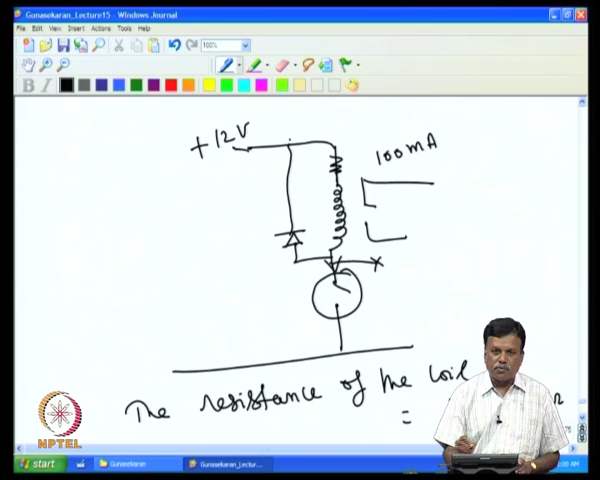 Gunasekaran_Lecture15 - Windows Journal
File Edit View Insert Actions Tools Help
100%
B I
+12V
100mA
The resistance of the coil
=
NPTEL
start
Gunasekaran
Gunasekaran_Lectur...